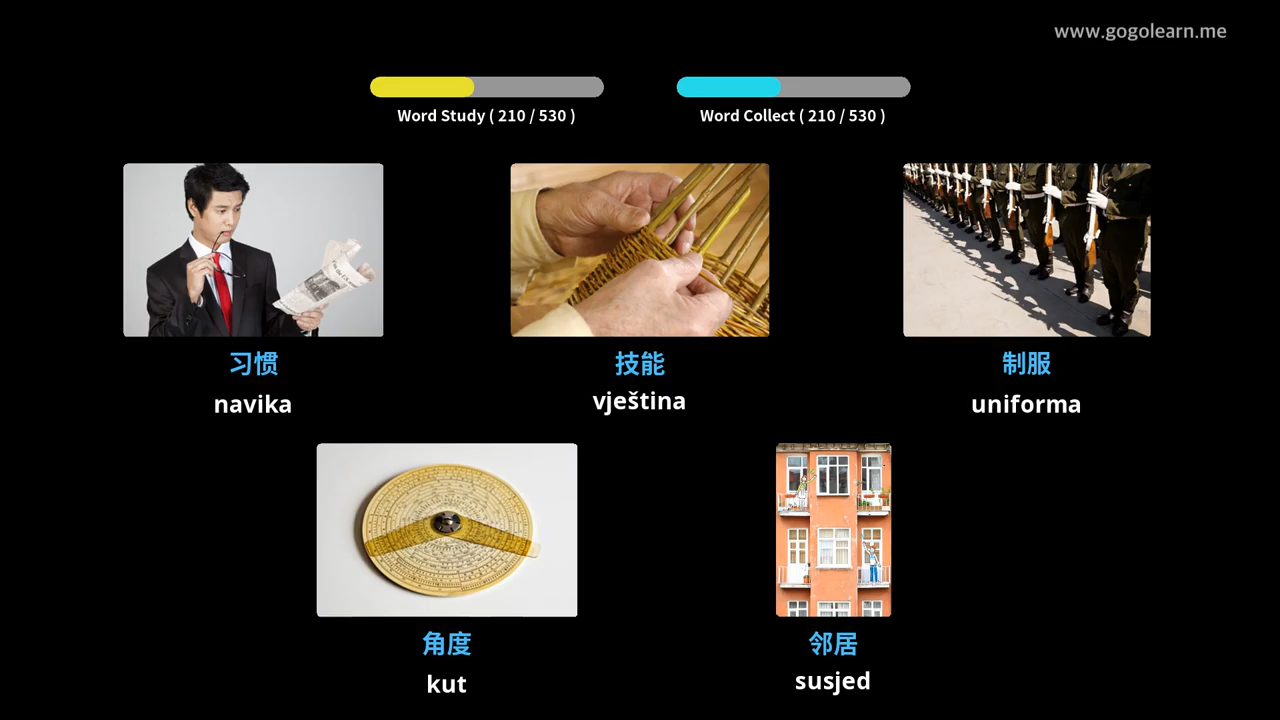 www.gogolearn.me
Word Study ( 210 / 530 )
Word Collect ( 210 / 530 )
习惯
navika
技能
vještina
制服
uniforma
角度
kut
邻居
susjed